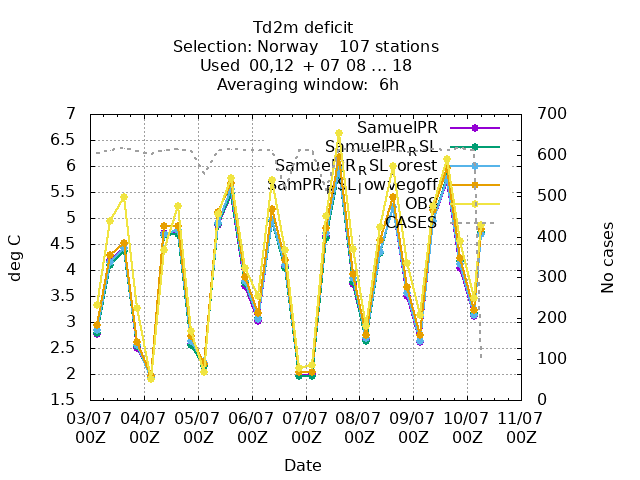 Td2m deficit
Selection: Norway 107 stations
Used 00,12 + 07 08 ... 18
Averaging window: 6h
7 700
6.5 600
6 500
5.5 400
5 300
4.5 200
4 100
3.5 0
3
2.5
2
1.5
deg C
No cases
SamuelPR
SamuelPR_RSL
OBS
CASES
03/07 04/07 05/07 06/07 07/07 08/07 09/07 10/07 11/07
00Z 00Z 00Z 00Z 00Z 00Z 00Z 00Z 00Z
Date